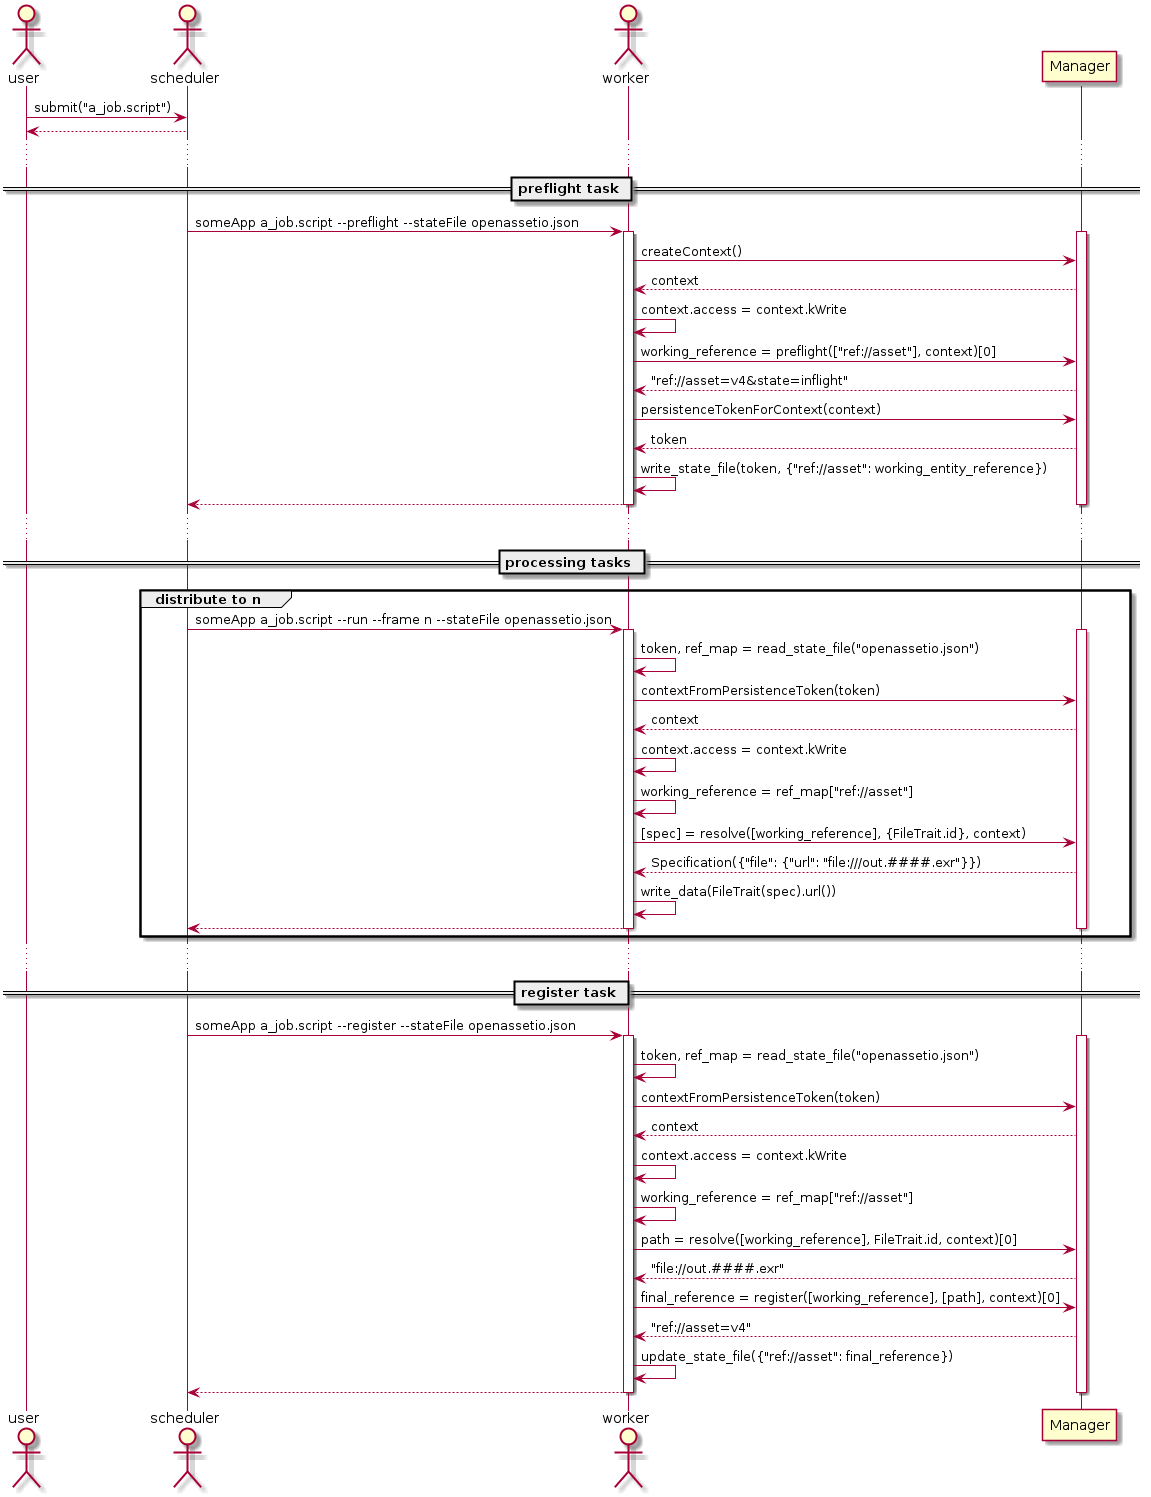 user
scheduler
worker
Manager
submit("a_job.script")
preflight task
someApp a_job.script --preflight --stateFile openassetio.json
createContext()
context
context.access = context.kWrite
working_reference = preflight(["ref://asset"], context)[0]
"ref://asset=v4&state=inflight"
persistenceTokenForContext(context)
token
write_state_file(token, {"ref://asset": working_entity_reference})
processing tasks
distribute to n
someApp a_job.script --run --frame n --stateFile openassetio.json
token, ref_map = read_state_file("openassetio.json")
contextFromPersistenceToken(token)
context
context.access = context.kWrite
working_reference = ref_map["ref://asset"]
[spec] = resolve([working_reference], {FileTrait.id}, context)
Specification({"file": {"url": "file:///out.####.exr"}})
write_data(FileTrait(spec).url())
register task
someApp a_job.script --register --stateFile openassetio.json
token, ref_map = read_state_file("openassetio.json")
contextFromPersistenceToken(token)
context
context.access = context.kWrite
working_reference = ref_map["ref://asset"]
path = resolve([working_reference], FileTrait.id, context)[0]
"file://out.####.exr"
final_reference = register([working_reference], [path], context)[0]
"ref://asset=v4"
update_state_file({"ref://asset": final_reference})
user
scheduler
worker
Manager